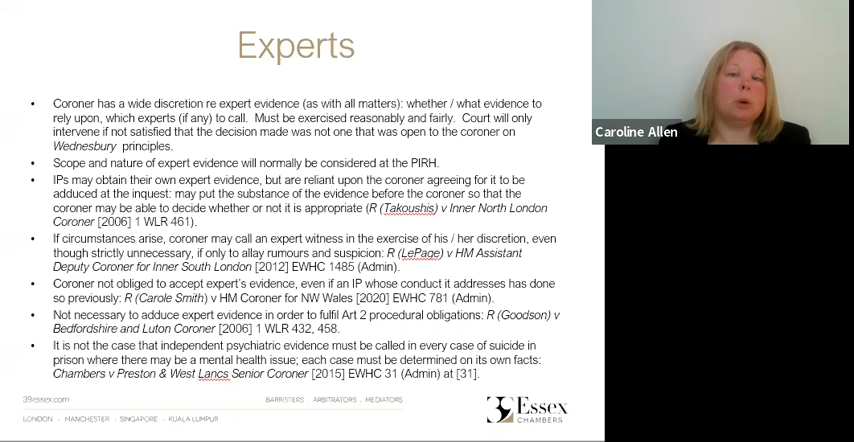 Experts
• Coroner has a wide discretion re expert evidence (as with all matters): whether / what evidence to
rely upon, which experts (if any) to call. Must be exercised reasonably and fairly. Court will only
intervene if not satisfied that the decision made was not one that was open to the coroner on
Wednesbury principles.
• Scope and nature of expert evidence will normally be considered at the PIRH.
• IPs may obtain their own expert evidence, but are reliant upon the coroner agreeing for it to be
adduced at the inquest: may put the substance of the evidence before the coroner so that the
coroner may be able to decide whether or not it is appropriate (R (Takoushis) v Inner North London
Coroner [2006] 1 WLR 461).
• If circumstances arise, coroner may call an expert witness in the exercise of his / her discretion, even
though strictly unnecessary, if only to allay rumours and suspicion: R (LePage) v HM Assistant
Deputy Coroner for Inner South London [2012] EWHC 1485 (Admin).
• Coroner not obliged to accept expert's evidence, even if an IP whose conduct it addresses has done
so previously: R (Carole Smith) v HM Coroner for NW Wales [2020] EWHC 781 (Admin).
• Not necessary to adduce expert evidence in order to fulfil Art 2 procedural obligations: R (Goodson) v
Bedfordshire and Luton Coroner [2006] 1 WLR 432, 458.
• It is not the case that independent psychiatric evidence must be called in every case of suicide in
prison where there may be a mental health issue; each case must be determined on its own facts:
Chambers v Preston & West Lancs Senior Coroner [2015] EWHC 31 (Admin) at [31].
39essex.com
BARRISTERS . ARBITRATORS . MEDIATORS
LONDON . MANCHESTER . SINGAPORE . KUALA LUMPUR
39 Essex
CHAMBERS
Caroline Allen